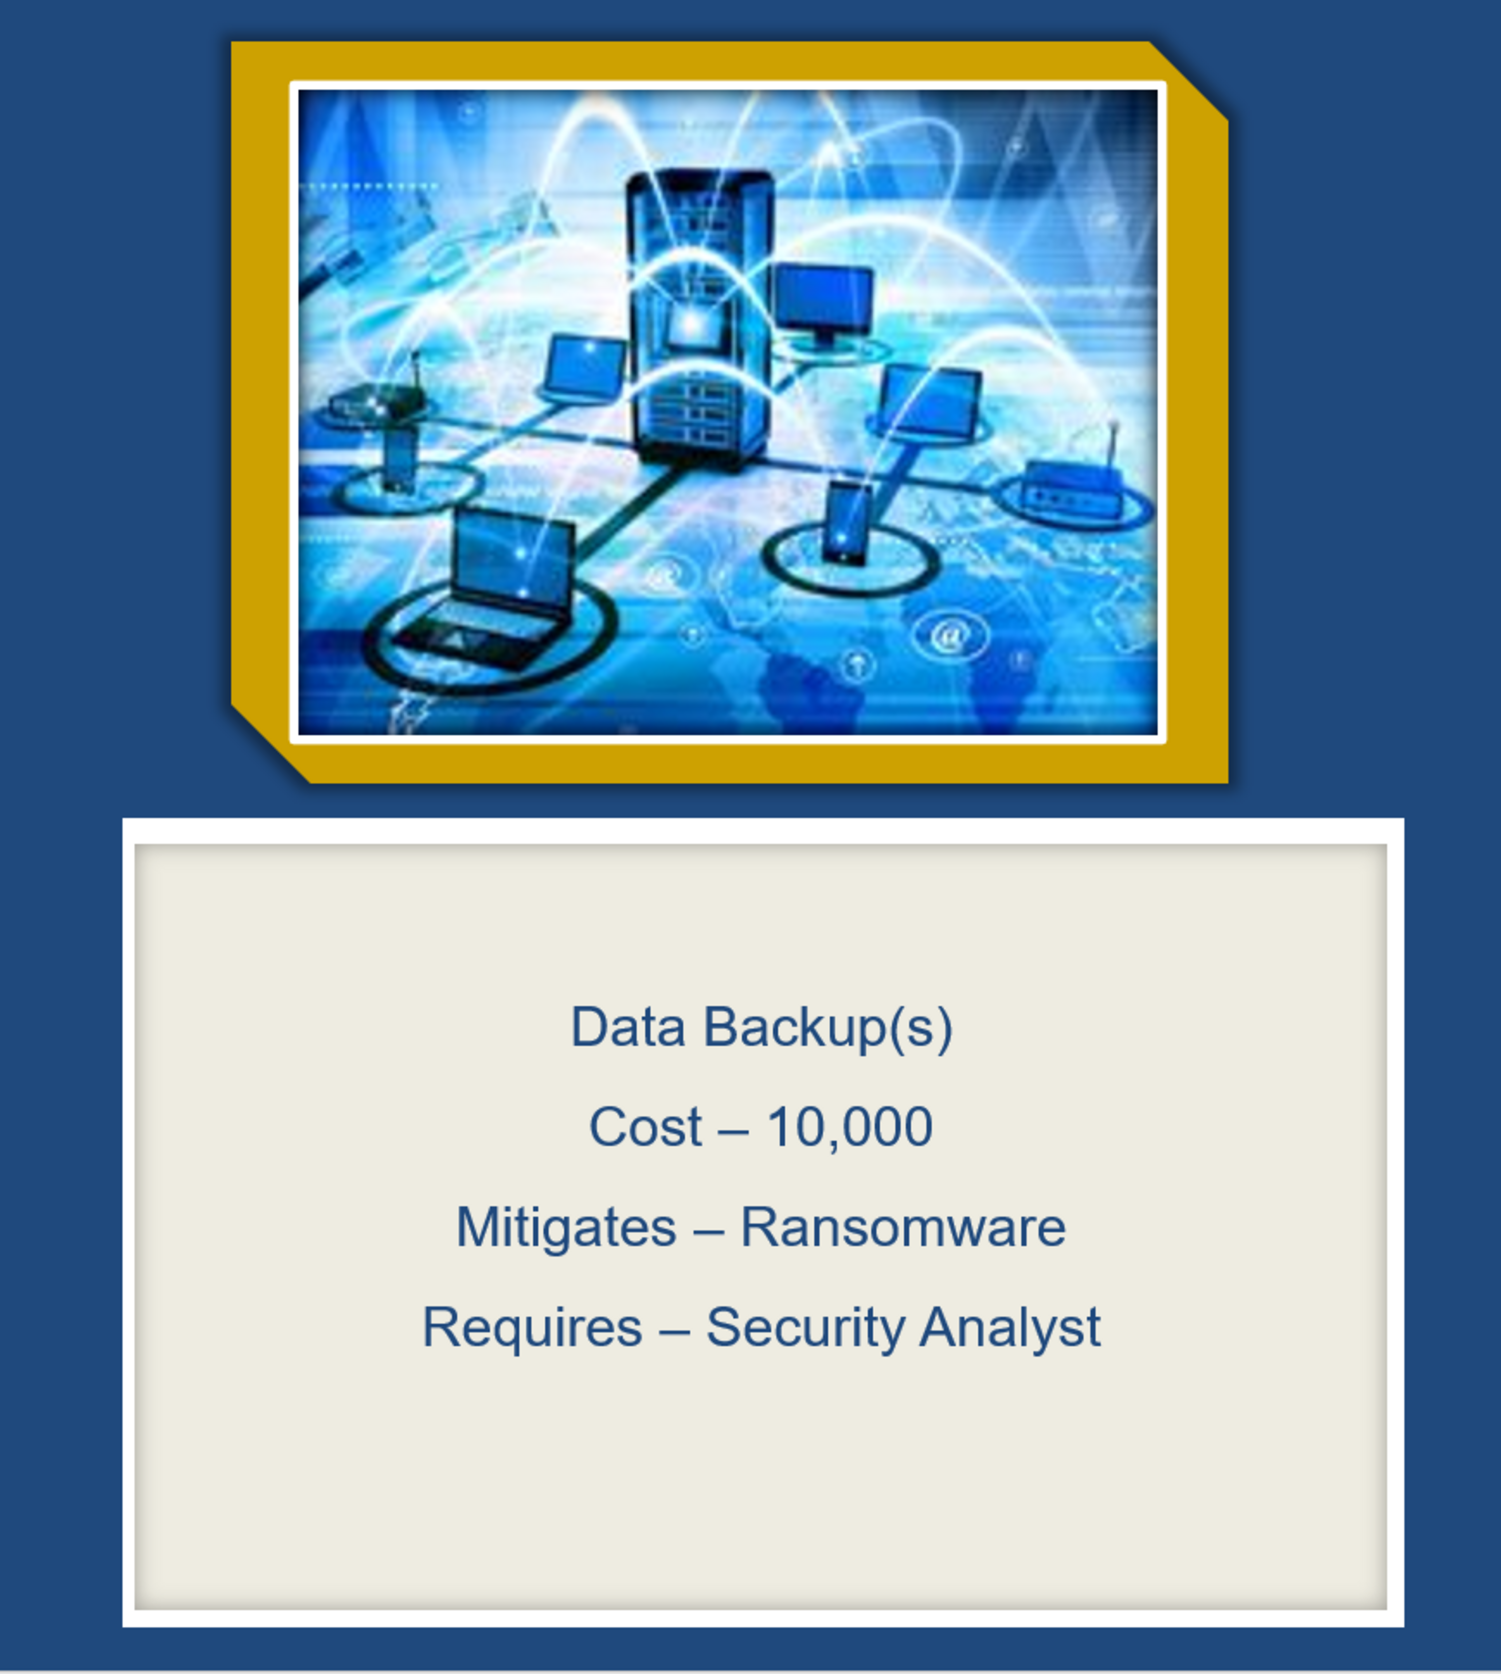 @
@
Data Backup(s)
Cost – 10,000
Mitigates – Ransomware
Requires – Security Analyst